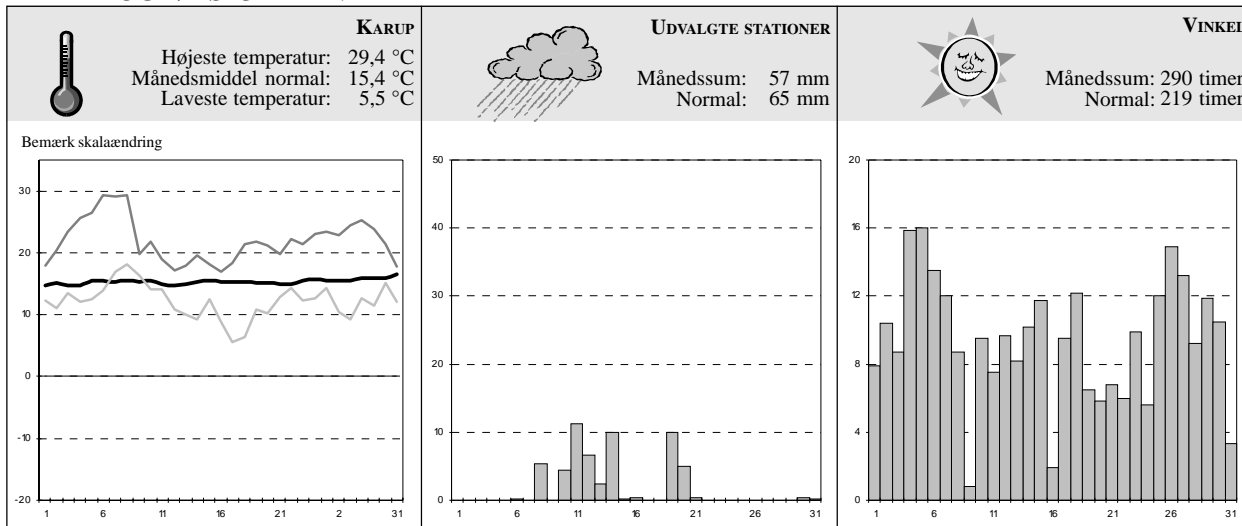 KARUP
Højeste temperatur: 29,4 °C
Månedsmiddel normal: 15,4 °C
Laveste temperatur: 5,5 °C
UDVALGTE STATIONER
Månedssum: 57 mm
Normal: 65 mm
VINKEL
Månedssum: 290 timer
Normal: 219 timer
Bemærk skalaændring
30
20
10
0
-10
-20
1 6 11 16 21 2 31
50
40
30
20
10
0
1 6 11 16 21 26 31
20
16
12
8
4
0
1 6 11 16 21 26 31